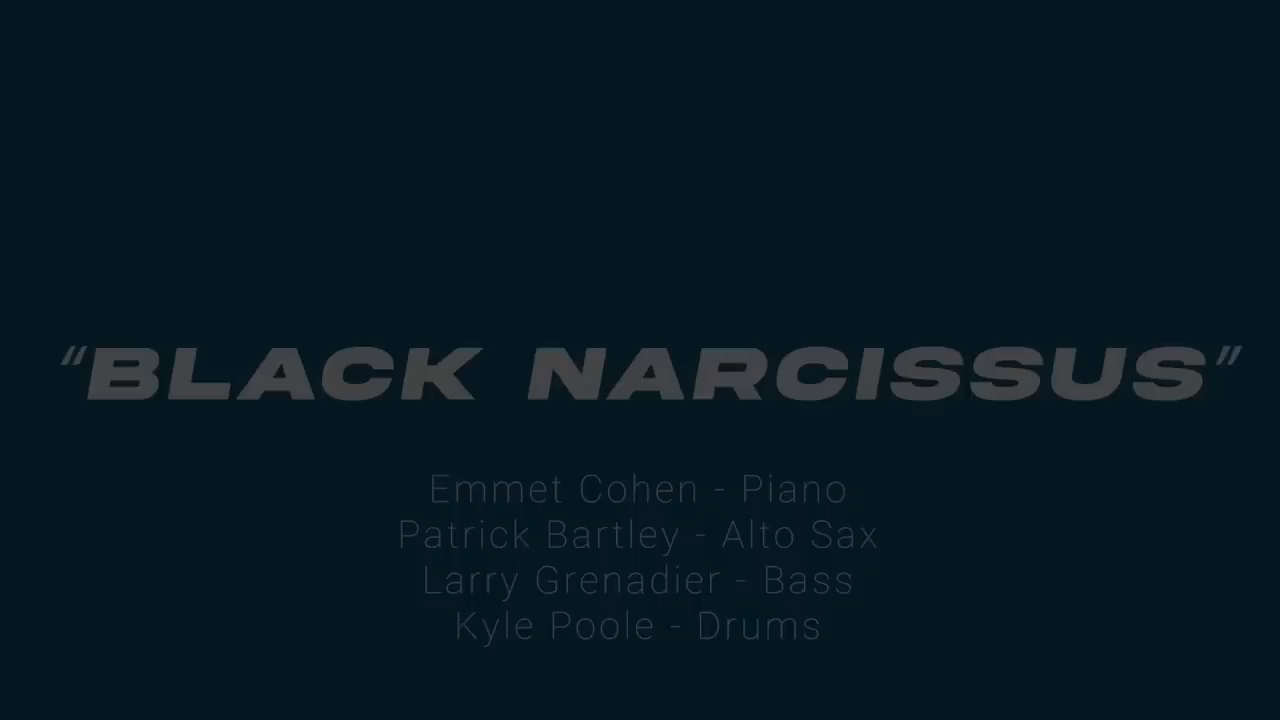 “BLACK NARCISSUS”
Emmet Cohen - Piano
Patrick Bartley - Alto Sax
Larry Grenadier - Bass
Kyle Poole - Drums